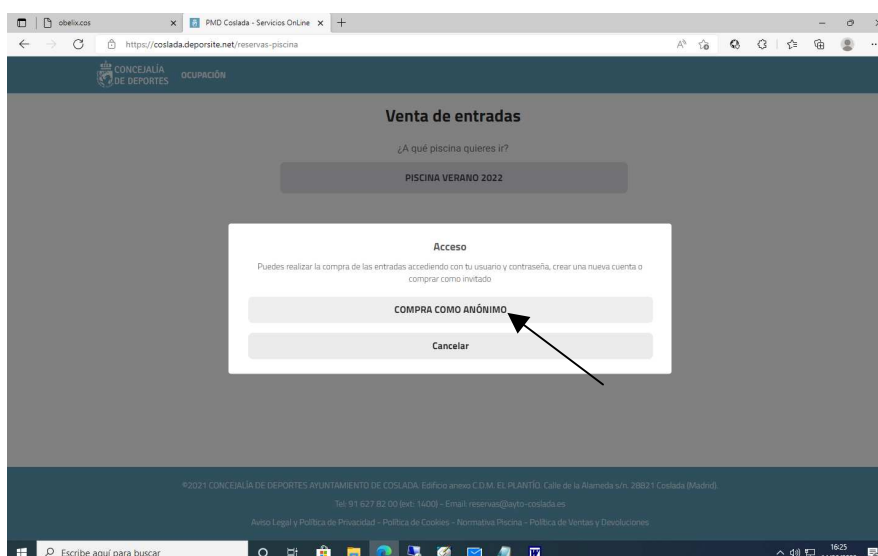 obelix.cos
PMD Coslada - Servicios OnLine
https://coslada.deporsite.net/reservas-piscina
CONCEJALÍA
DE DEPORTES
OCUPACIÓN
Venta de entradas
¿A qué piscina quieres ir?
PISCINA VERANO 2022
Acceso
Puedes realizar la compra de las entradas accediendo con tu usuario y contraseña, crear una nueva cuenta o
comprar como invitado
COMPRA COMO ANÓNIMO
Cancelar
©2021 CONCEJALÍA DE DEPORTES AYUNTAMIENTO DE COSLADA. Edificio anexo C.D.M. EL PLANTÍO. Calle de la Alameda s/n. 28821 Coslada (Madrid).
Tel: 91 627 82 00 (ext: 1400) - Email: reservas@ayto-coslada.es
Aviso Legal y Política de Privacidad - Política de Cookies - Normativa Piscina - Política de Ventas y Devoluciones
Escribe aquí para buscar
16:25